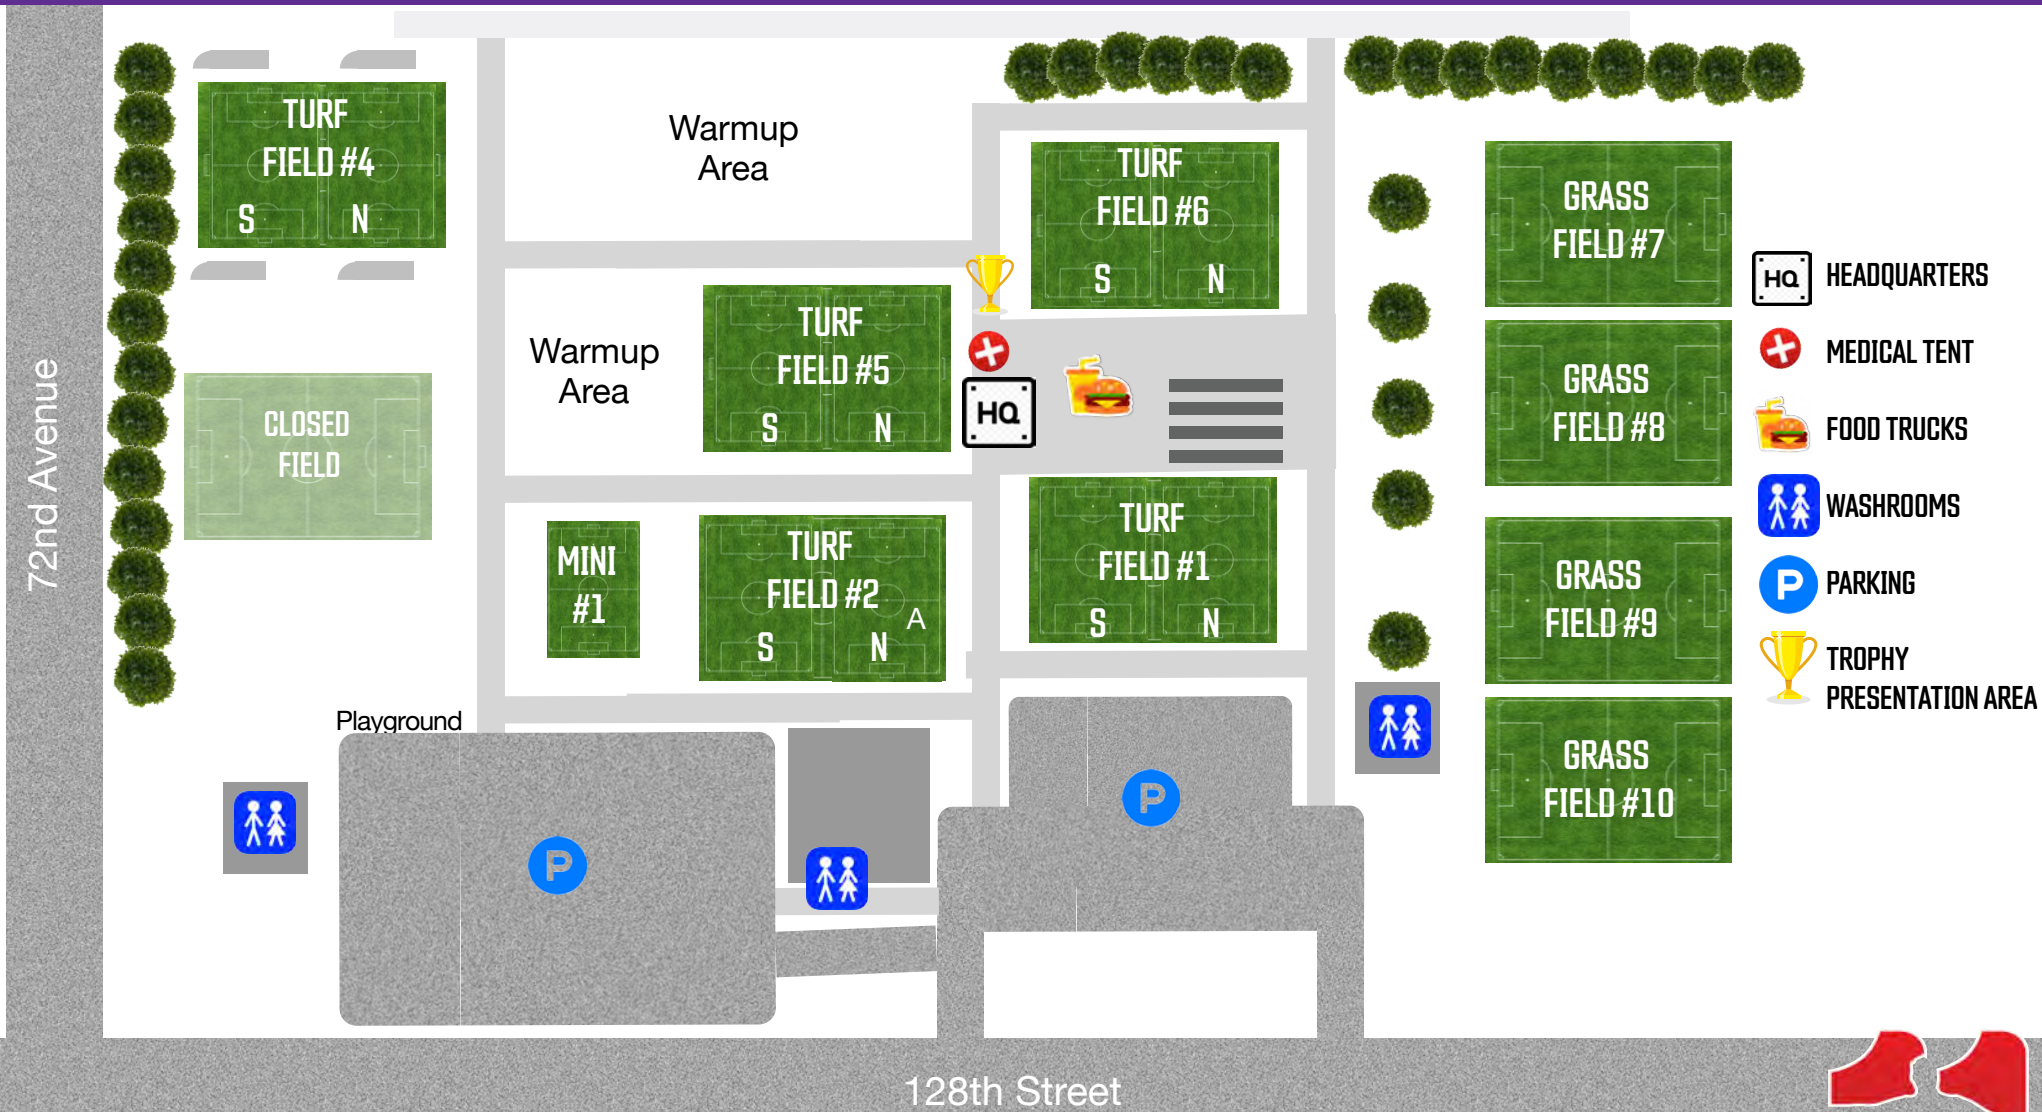 TURF
FIELD #4
S N
Warmup
Area
TURF
FIELD #6
S N
GRASS
FIELD #7
HQ HEADQUARTERS
MEDICAL TENT
FOOD TRUCKS
WASHROOMS
P PARKING
TROPHY
PRESENTATION AREA
Warmup
Area
TURF
FIELD #5
S N
HQ
GRASS
FIELD #8
72nd Avenue
CLOSED
FIELD
MINI
#1
TURF
FIELD #2
A
S N
TURF
FIELD #1
S N
GRASS
FIELD #9
Playground
GRASS
FIELD #10
P
P
128th Street